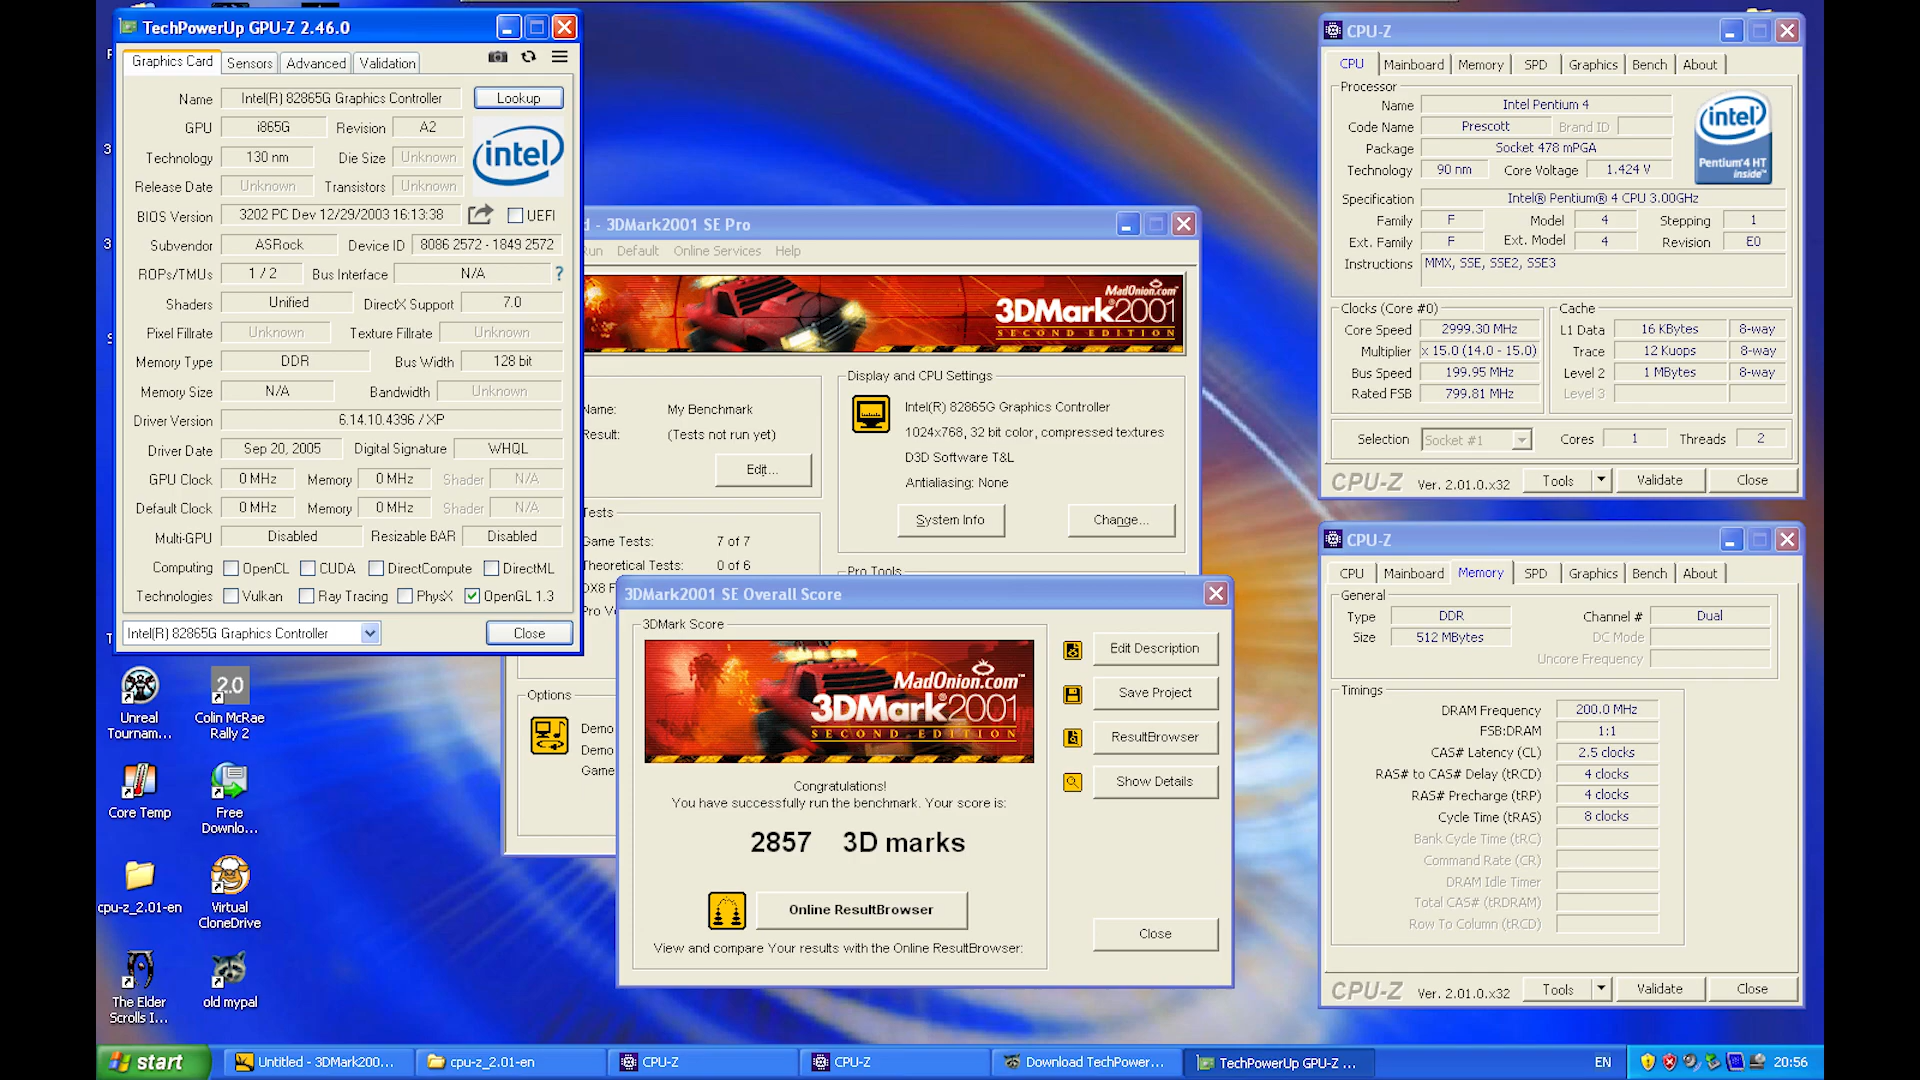 TechPowerUp GPU-Z 2.46.0
Graphics Card Sensors Advanced Validation
Name Intel(R) 82865G Graphics Controller Lookup
GPU i865G Revision A2
intel
Technology 130 nm Die Size Unknown
Release Date Unknown Transistors Unknown
BIOS Version 3202 PC Dev 12/29/2003 16:13:38 UEFI
Subvendor ASRock Device ID 8086 2572 - 1849 2572
ROPs/TMUs 1 / 2 Bus Interface N/A ?
Shaders Unified DirectX Support 7.0
Pixel Fillrate Unknown Texture Fillrate Unknown
Memory Type DDR Bus Width 128 bit
Memory Size N/A Bandwidth Unknown
Driver Version 6.14.10.4396 / XP
Driver Date Sep 20, 2005 Digital Signature WHQL
GPU Clock 0 MHz Memory 0 MHz Shader N/A
Default Clock 0 MHz Memory 0 MHz Shader N/A
Multi-GPU Disabled Resizable BAR Disabled
Computing OpenCL CUDA DirectCompute DirectML
Technologies Vulkan Ray Tracing PhysX OpenGL 1.3
Intel(R) 82865G Graphics Controller Close
d - 3DMark2001 SE Pro
un Default Online Services Help
MadOnion.com
3DMark2001
SECOND EDITION
Name: My Benchmark
Result: (Tests not run yet)
Edit...
Display and CPU Settings
Intel(R) 82865G Graphics Controller
1024x768, 32 bit color, compressed textures
D3D Software T&L
Antialiasing: None
System Info Change...
Tests
Game Tests: 7 of 7
Theoretical Tests: 0 of 6
DX8 F
Pro Tools
Options
Demo
Demo
Game
3DMark2001 SE Overall Score
3DMark Score
MadOnion.com
3DMark2001
SECOND EDITION
Congratulations!
You have successfully run the benchmark. Your score is:
2857 3D marks
Online ResultBrowser
View and compare Your results with the Online ResultBrowser:
Edit Description
Save Project
ResultBrowser
Show Details
Close
CPU-Z
CPU Mainboard Memory SPD Graphics Bench About
Processor
Name Intel Pentium 4
Code Name Prescott Brand ID
Package Socket 478 mPGA
Technology 90 nm Core Voltage 1.424 V
intel
Pentium 4 HT
inside
Specification Intel® Pentium® 4 CPU 3.00GHz
Family F Model 4 Stepping 1
Ext. Family F Ext. Model 4 Revision E0
Instructions MMX, SSE, SSE2, SSE3
Clocks (Core #0)
Core Speed 2999.30 MHz
Multiplier x 15.0 (14.0 - 15.0)
Bus Speed 199.95 MHz
Rated FSB 799.81 MHz
Cache
L1 Data 16 KBytes 8-way
Trace 12 Kuops 8-way
Level 2 1 MBytes 8-way
Level 3
Selection Socket #1 Cores 1 Threads 2
CPU-Z Ver. 2.01.0.x32 Tools Validate Close
CPU-Z
CPU Mainboard Memory SPD Graphics Bench About
General
Type DDR Channel # Dual
Size 512 MBytes DC Mode
Uncore Frequency
Timings
DRAM Frequency 200.0 MHz
FSB:DRAM 1:1
CAS# Latency (CL) 2.5 clocks
RAS# to CAS# Delay (tRCD) 4 clocks
RAS# Precharge (tRP) 4 clocks
Cycle Time (tRAS) 8 clocks
Bank Cycle Time (tRC)
Command Rate (CR)
DRAM Idle Timer
Total CAS# (tRDRAM)
Row To Column (tRCD)
CPU-Z Ver. 2.01.0.x32 Tools Validate Close
Unreal
Tournam...
2.0
Colin McRae
Rally 2
Core Temp
Free
Downlo...
cpu-z_2.01-en
Virtual
CloneDrive
The Elder
Scrolls I...
old mypal
start Untitled - 3DMark200... cpu-z_2.01-en CPU-Z CPU-Z Download TechPower... TechPowerUp GPU-Z ... EN 20:56